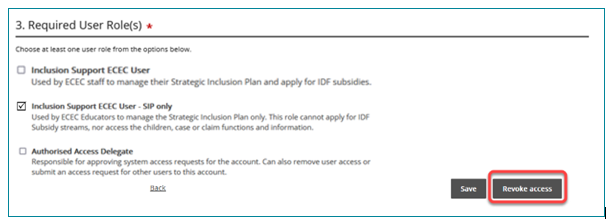 3. Required User Role(s) *
Choose at least one user role from the options below.
Inclusion Support ECEC User
Used by ECEC staff to manage their Strategic Inclusion Plan and apply for IDF subsidies.
Inclusion Support ECEC User - SIP only
Used by ECEC Educators to manage the Strategic Inclusion Plan only. This role cannot apply for IDF
Subsidy streams, nor access the children, case or claim functions and information.
Authorised Access Delegate
Responsible for approving system access requests for the account. Can also remove user access or
submit an access request for other users to this account.
Back
Save
Revoke access